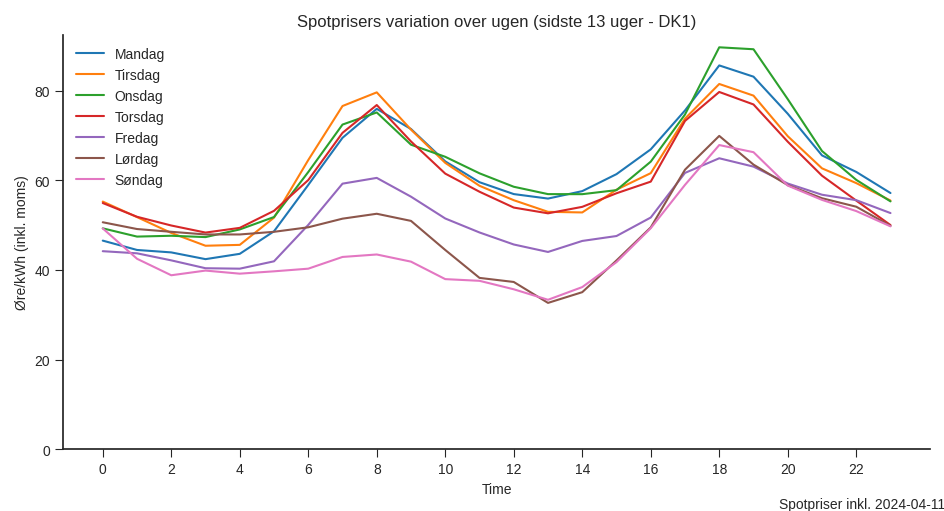 Spotprisers variation over ugen (sidste 13 uger - DK1)
Mandag
Tirsdag
Onsdag
Torsdag
Fredag
Lørdag
Søndag
Øre/kWh (inkl. moms)
80
60
40
20
0
0 2 4 6 8 10 12 14 16 18 20 22
Time
Spotpriser inkl. 2024-04-11